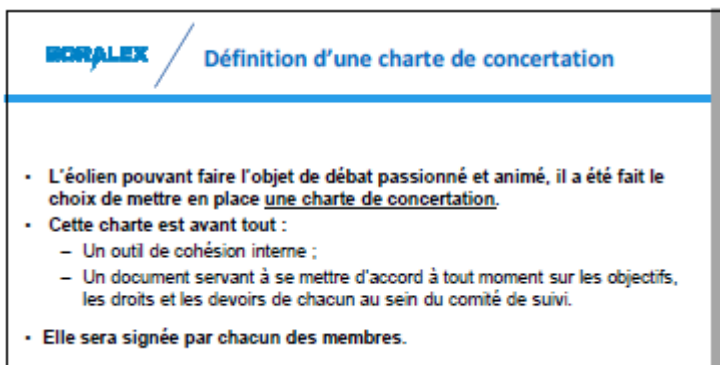 BORALEX
Définition d'une charte de concertation
• L'éolien pouvant faire l'objet de débat passionné et animé, il a été fait le
choix de mettre en place une charte de concertation.
• Cette charte est avant tout :
– Un outil de cohésion interne ;
– Un document servant à se mettre d'accord à tout moment sur les objectifs,
les droits et les devoirs de chacun au sein du comité de suivi.
• Elle sera signée par chacun des membres.